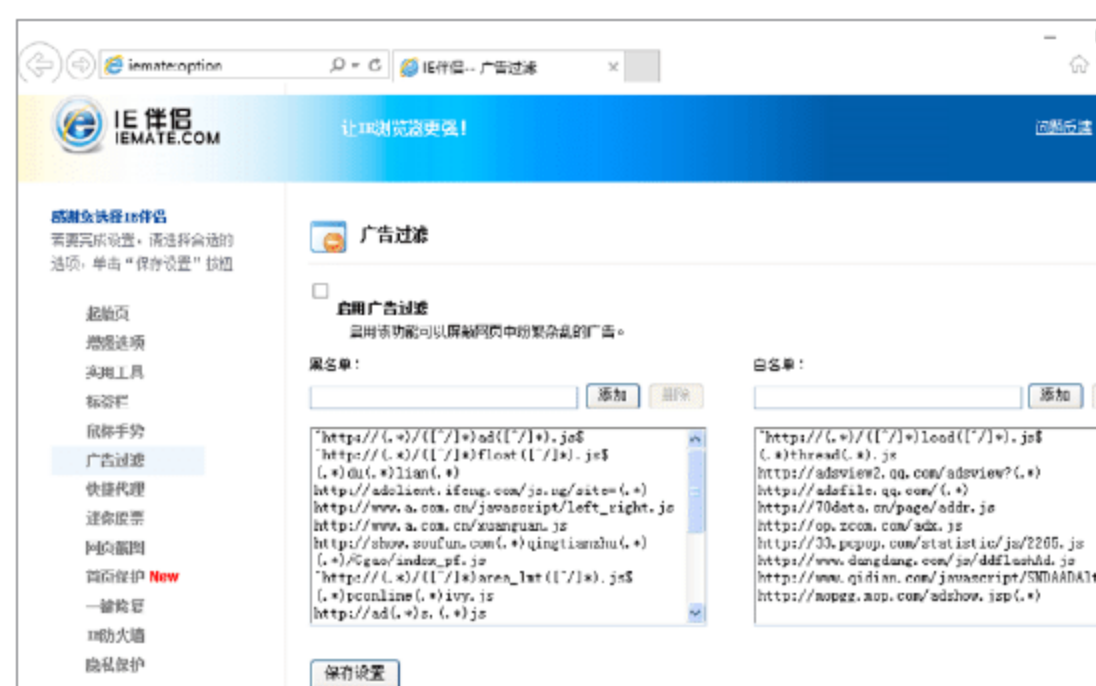 iemate:option
IE伴侣-- 广告过滤
IE 伴侣
IEMATE.COM
让IE浏览器更强!
问题反馈
感谢您选择IE伴侣
若要完成设置，请选择合适的
选项，单击“保存设置”按钮
起始页
增强选项
实用工具
标签栏
鼠标手势
广告过滤
快捷代理
迷你股票
网页截图
首页保护 New
一键修复
IE防火墙
隐私保护
广告过滤
启用广告过滤
启用该功能可以屏蔽网页中纷繁杂乱的广告。
黑名单:
添加
删除
^http://(.*)/([^/]*)ad([^/]*).js$
^http://(.*)/([^/]*)float([^/]*).js$
(.*)du(.*)lian(.*)
http://adclient.ifeng.com/js.ng/site=(.*)
http://www.a.com.cn/javascript/left_right.js
http://www.a.com.cn/xuanguan.js
http://show.soufun.com(.*)qingtianzhu(.*)
(.*)/Ggao/index_pf.js
^http://(.*)/([^/]*)area_lmt([^/]*).js$
(.*)pconline(.*)ivy.js
http://ad(.*)s.(.*)js
保存设置
白名单:
添加
^http://(.*)/([^/]*)load([^/]*).js$
(.*)thread(.*).js
http://adsview2.qq.com/adsview?(.*)
http://adsfile.qq.com/(.*)
http://70data.cn/page/addr.js
http://op.zcom.com/adx.js
http://33.pcpop.com/statistic/js/2265.js
http://www.dangdang.com/js/ddflashAd.js
http://www.qidian.com/javascript/SNDAADAlt
http://mopgg.mop.com/adshow.jsp(.*)